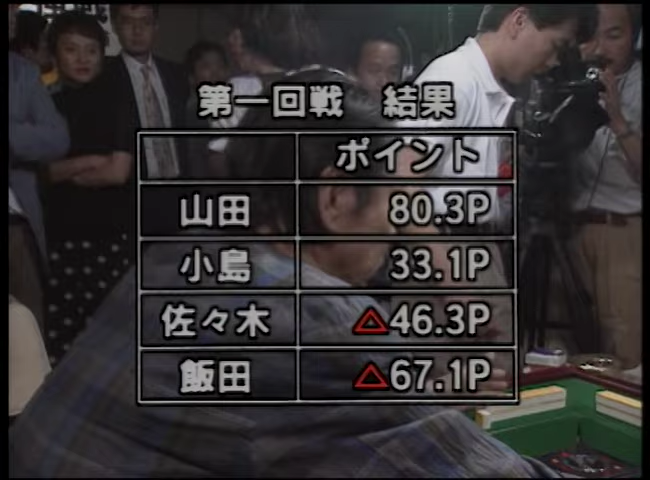 第一回戦 結果
ポイント
山田 80.3P
小島 33.1P
佐々木 △46.3P
飯田 △67.1P